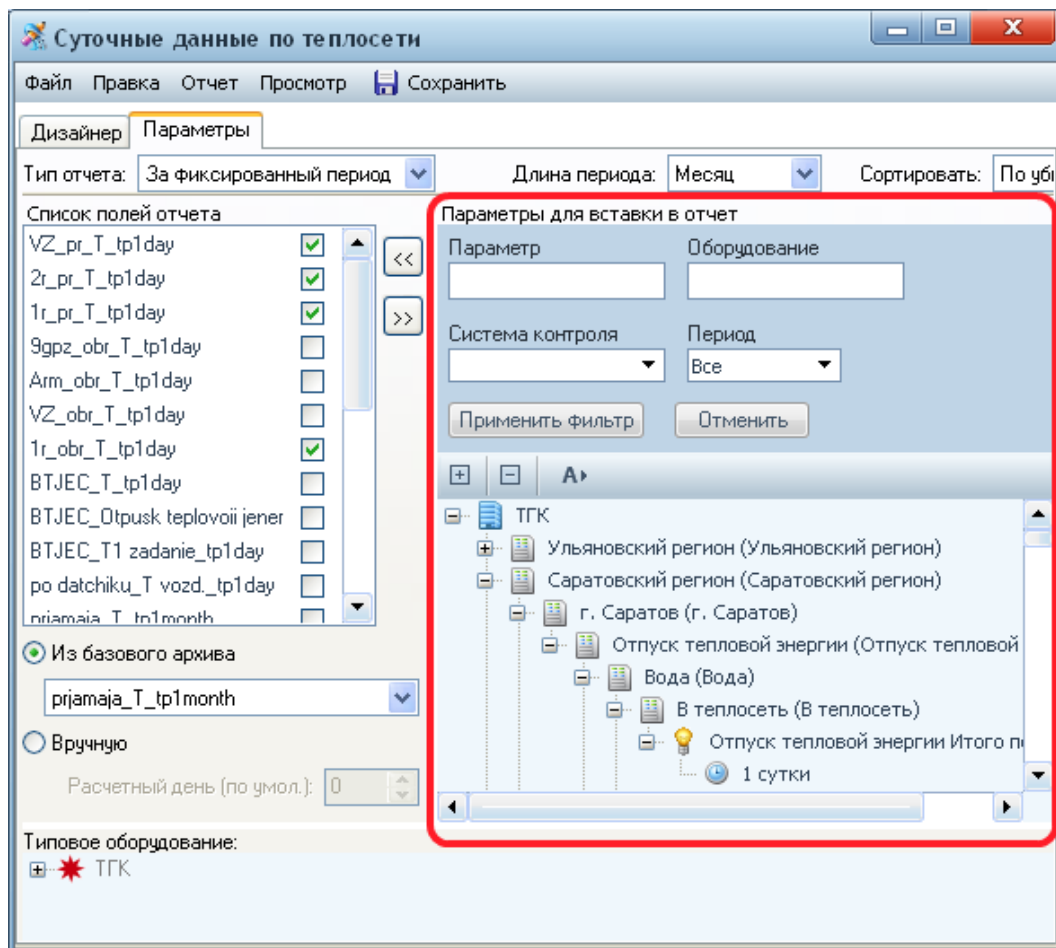 Суточные данные по теплосети
Файл Правка Отчет Просмотр Сохранить
Дизайнер Параметры
Тип отчета: За фиксированный период Длина периода: Месяц Сортировать: По уб
Список полей отчета
VZ_pr_T_tp1day
2r_pr_T_tp1day
1r_pr_T_tp1day
9gpz_obr_T_tp1day
Arm_obr_T_tp1day
VZ_obr_T_tp1day
1r_obr_T_tp1day
BTJEC_T_tp1day
BTJEC_Otpusk teplovoii jener
BTJEC_T1 zadanie_tp1day
po datchiku_T vozd._tp1day
prjamaja_T_tp1month
<<
>>
Из базового архива
prjamaja_T_tp1month
Вручную
Расчетный день (по умол.): 0
Параметры для вставки в отчет
Параметр Оборудование
Система контроля Период
Все
Применить фильтр Отменить
A
ТГК
Ульяновский регион (Ульяновский регион)
Саратовский регион (Саратовский регион)
г. Саратов (г. Саратов)
Отпуск тепловой энергии (Отпуск тепловой
Вода (Вода)
В теплосеть (В теплосеть)
Отпуск тепловой энергии Итого п
1 сутки
Типовое оборудование:
ТГК